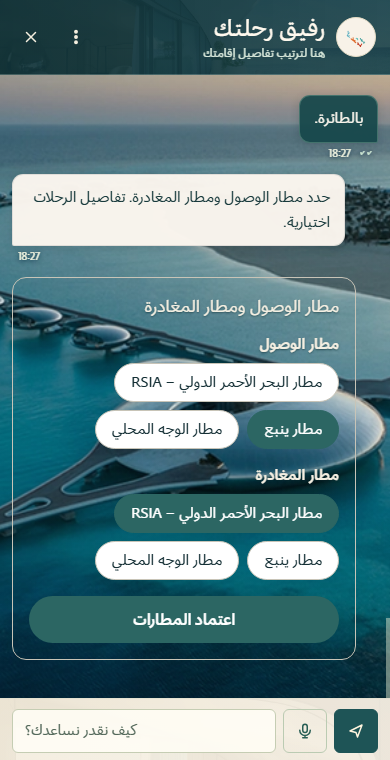 رفيق رحلتك
هنا لترتيب تفاصيل إقامتك
بالطائرة.
18:27
حدد مطار الوصول ومطار المغادرة. تفاصيل الرحلات
اختيارية.
18:27
مطار الوصول ومطار المغادرة
مطار الوصول
مطار البحر الأحمر الدولي – RSIA
مطار ينبع
مطار الوجه المحلي
مطار المغادرة
مطار البحر الأحمر الدولي – RSIA
مطار ينبع
مطار الوجه المحلي
اعتماد المطارات
كيف نقدر نساعدك؟